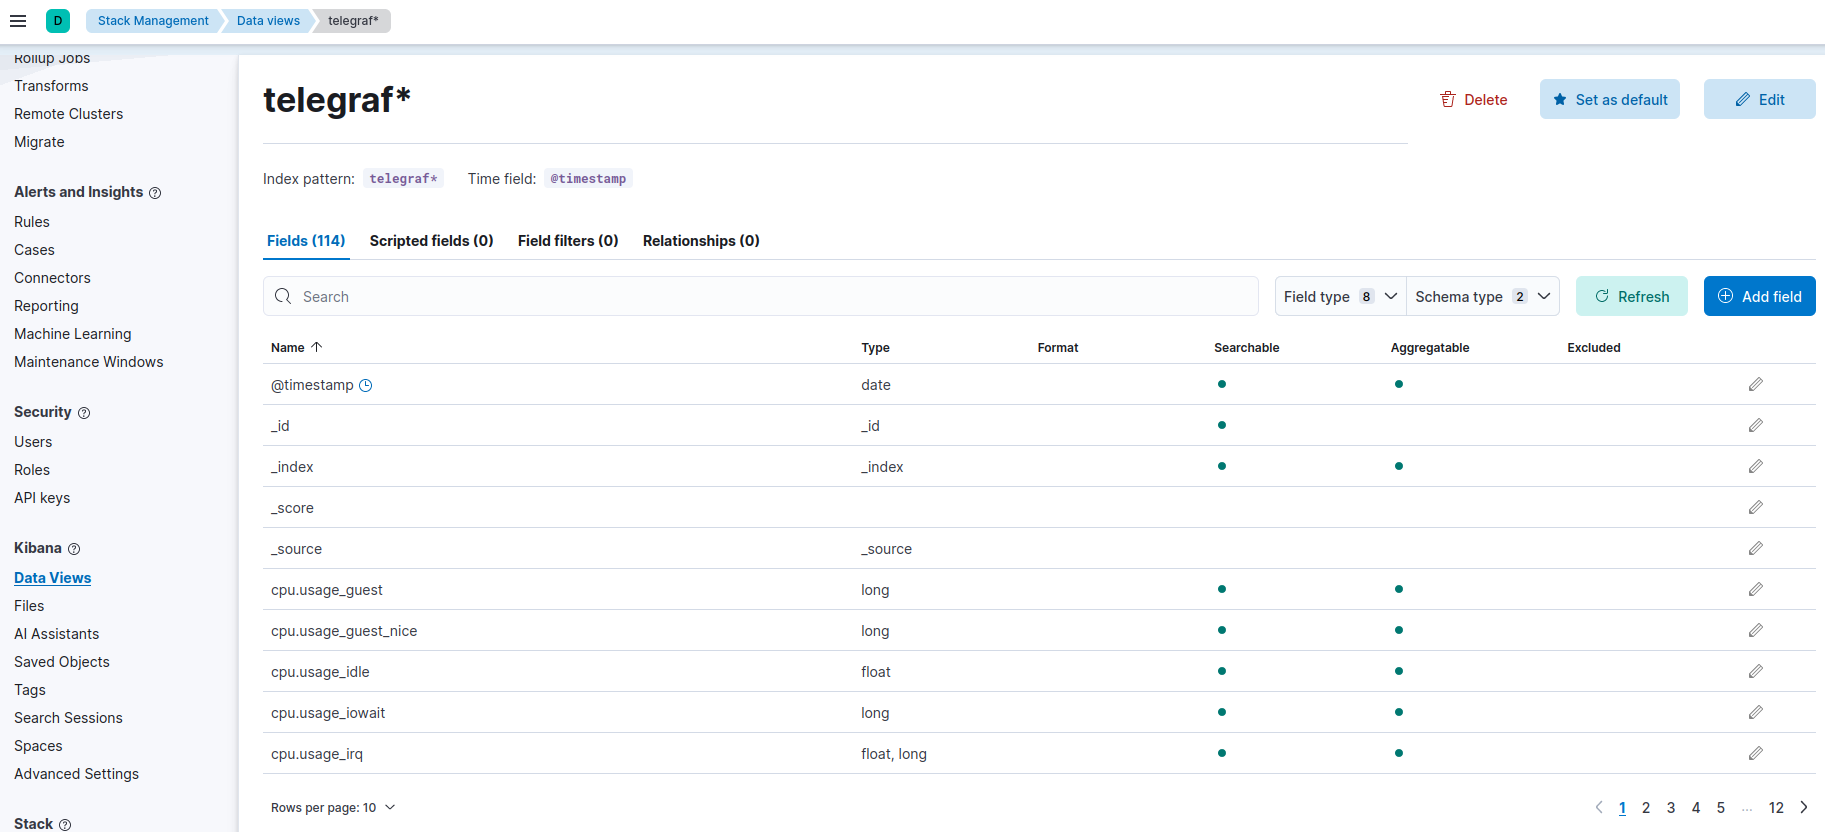 D
Stack Management
Data views
telegraf*
Rollup Jobs
Transforms
Remote Clusters
Migrate
Alerts and Insights
Rules
Cases
Connectors
Reporting
Machine Learning
Maintenance Windows
Security
Users
Roles
API keys
Kibana
Data Views
Files
AI Assistants
Saved Objects
Tags
Search Sessions
Spaces
Advanced Settings
Stack
telegraf*
Delete
Set as default
Edit
Index pattern: telegraf* Time field: @timestamp
Fields (114) Scripted fields (0) Field filters (0) Relationships (0)
Search
Field type 8
Schema type 2
Refresh
Add field
Name Type Format Searchable Aggregatable Excluded
@timestamp date
_id _id
_index _index
_score
_source _source
cpu.usage_guest long
cpu.usage_guest_nice long
cpu.usage_idle float
cpu.usage_iowait long
cpu.usage_irq float, long
Rows per page: 10
1 2 3 4 5 ... 12